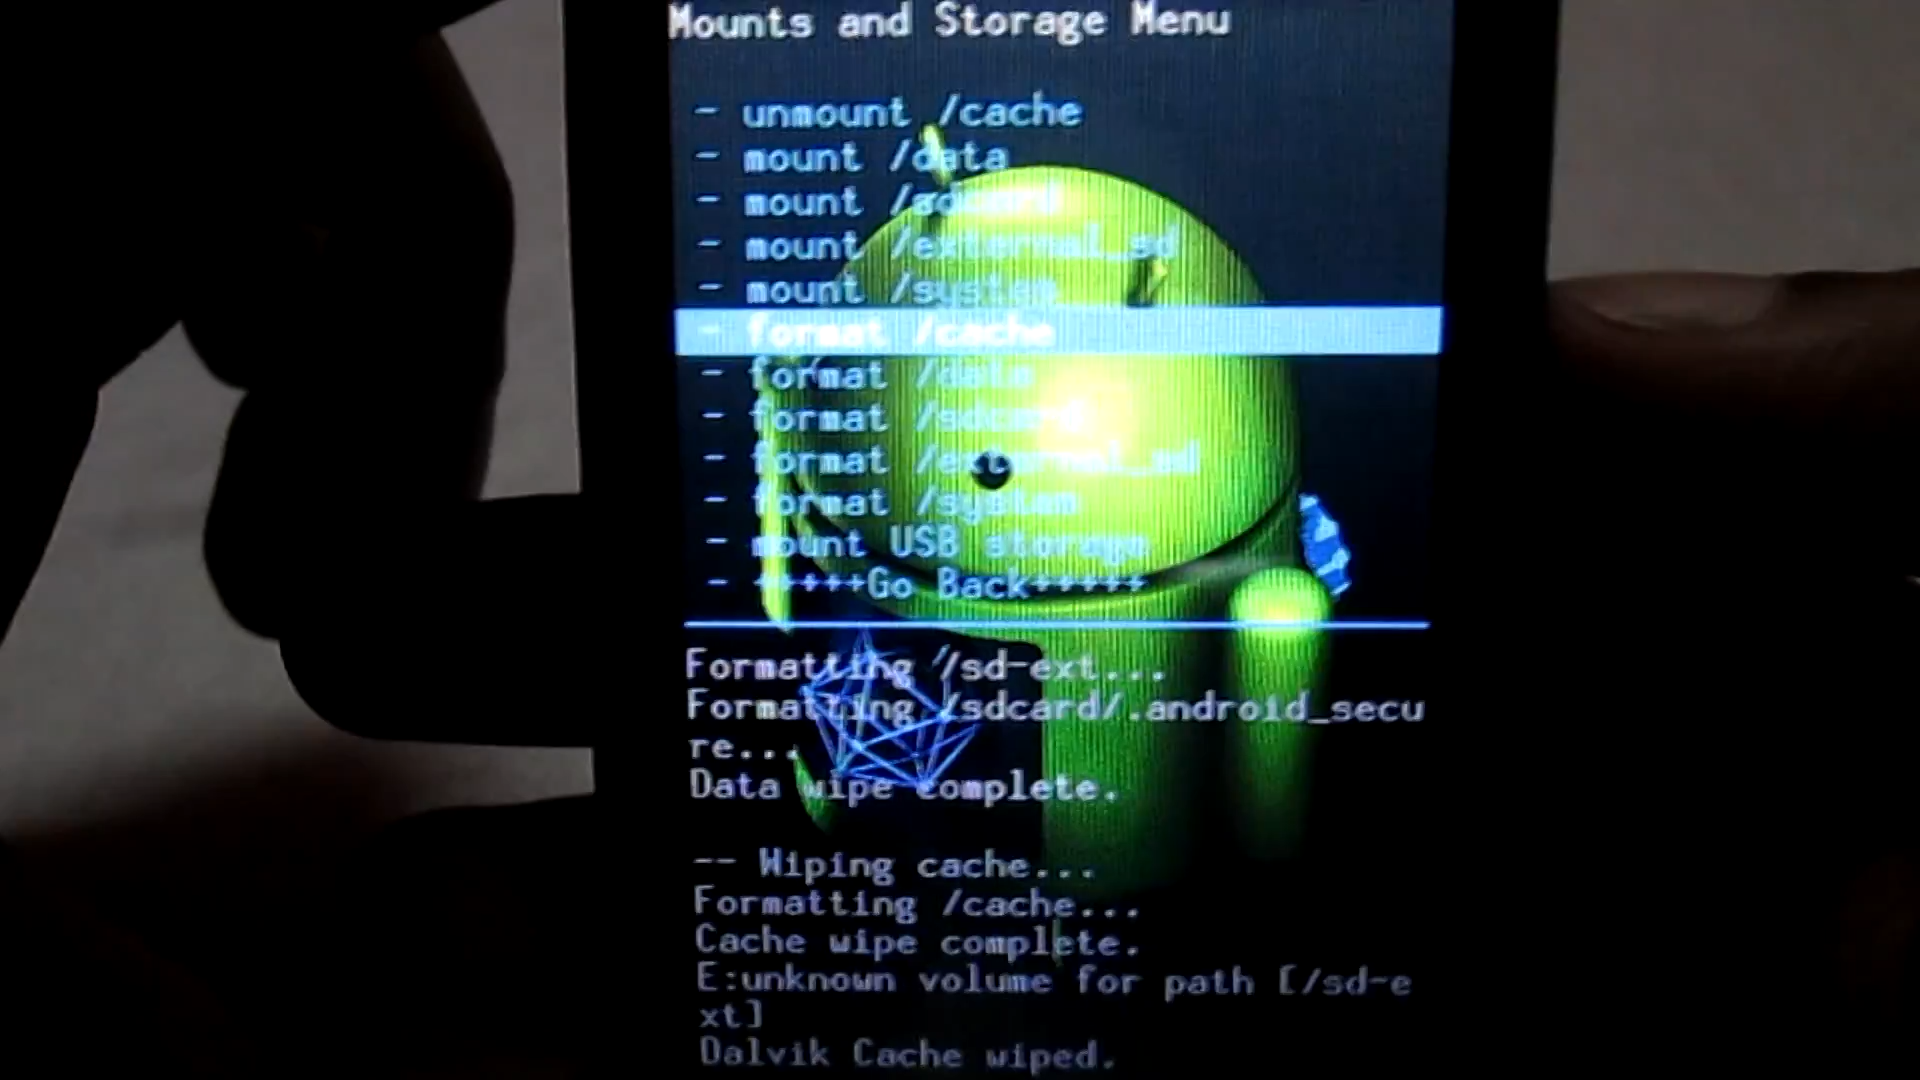 Mounts and Storage Menu
- unmount /cache
- mount /data
- mount /sdcard
- mount /external_sd
- mount /system
- format /cache
- format /data
- format /sdcard
- format /external_sd
- format /system
- mount USB storage
- +++++Go Back+++++
Formatting /sd-ext...
Formatting /sdcard/.android_secu
re...
Data wipe complete.
-- Wiping cache...
Formatting /cache...
Cache wipe complete.
E:unknown volume for path [/sd-e
xt]
Dalvik Cache wiped.